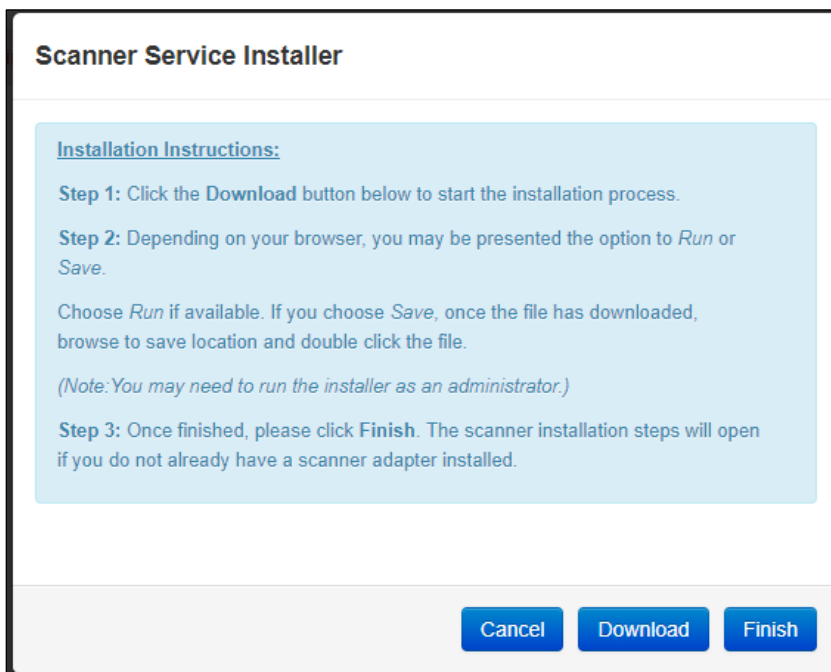 Scanner Service Installer
Installation Instructions:
Step 1: Click the Download button below to start the installation process.
Step 2: Depending on your browser, you may be presented the option to Run or
Save.
Choose Run if available. If you choose Save, once the file has downloaded,
browse to save location and double click the file.
(Note:You may need to run the installer as an administrator.)
Step 3: Once finished, please click Finish. The scanner installation steps will open
if you do not already have a scanner adapter installed.
Cancel Download Finish